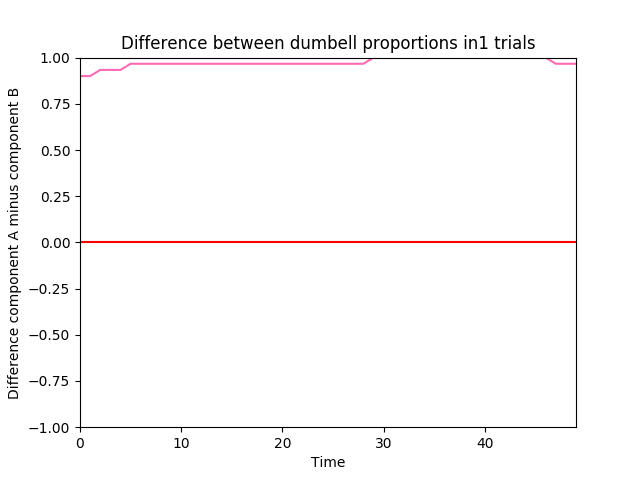 Difference between dumbell proportions in1 trials
Difference component A minus component B
1.00
0.75
0.50
0.25
0.00
−0.25
−0.50
−0.75
−1.00
0 10 20 30 40
Time